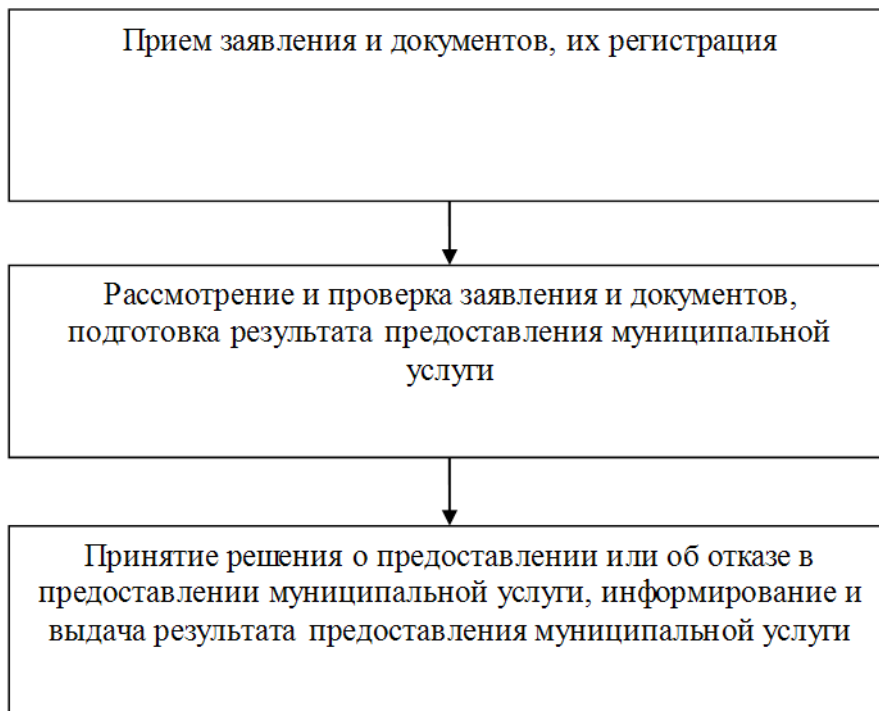 Прием заявления и документов, их регистрация
Рассмотрение и проверка заявления и документов,
подготовка результата предоставления муниципальной
услуги
Принятие решения о предоставлении или об отказе в
предоставлении муниципальной услуги, информирование и
выдача результата предоставления муниципальной услуги